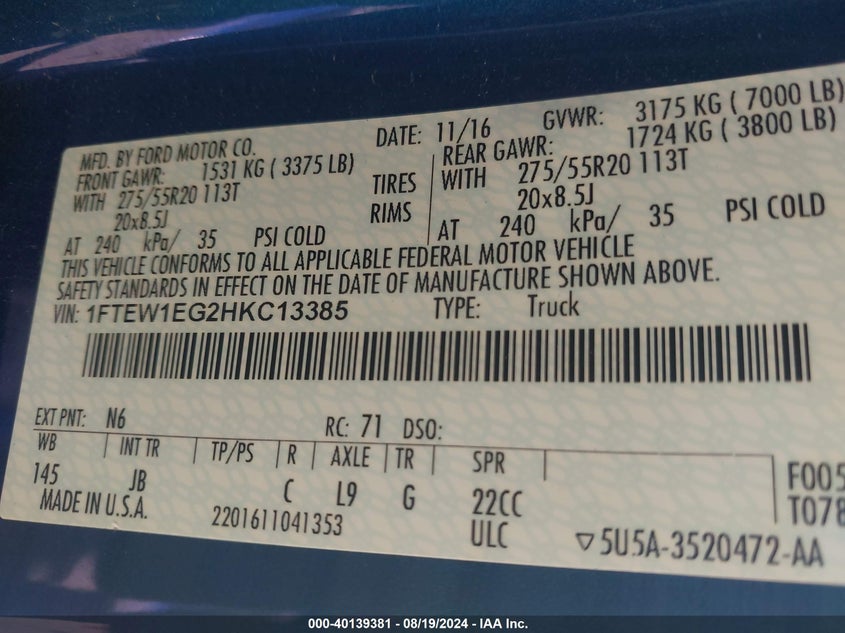 MFD. BY FORD MOTOR CO. DATE: 11/16 GVWR: 3175 KG ( 7000 LB)
FRONT GAWR: 1531 KG ( 3375 LB) REAR GAWR: 1724 KG ( 3800 LB)
WITH 275/55R20 113T TIRES WITH 275/55R20 113T
20x8.5J RIMS 20x8.5J
AT 240 kPa/ 35 PSI COLD AT 240 kPa/ 35 PSI COLD
THIS VEHICLE CONFORMS TO ALL APPLICABLE FEDERAL MOTOR VEHICLE
SAFETY STANDARDS IN EFFECT ON THE DATE OF MANUFACTURE SHOWN ABOVE.
VIN: 1FTEW1EG2HKC13385 TYPE: Truck
EXT PNT: N6 RC: 71 DSO:
WB INT TR TP/PS R AXLE TR SPR
145 JB C L9 G 22CC F005
MADE IN U.S.A. 2201611041353 ULC T078
▽5U5A-3520472-AA
000-40139381 - 08/19/2024 - IAA Inc.